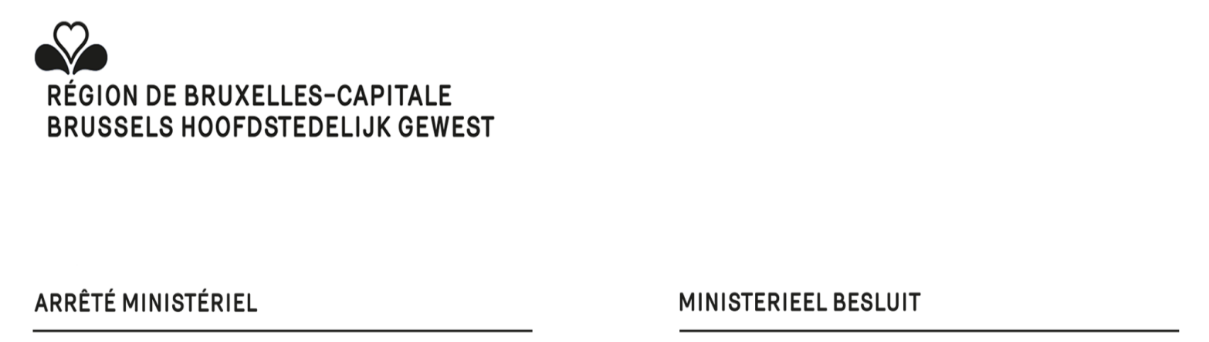 RÉGION DE BRUXELLES-CAPITALE
BRUSSELS HOOFDSTEDELIJK GEWEST
ARRÊTÉ MINISTÉRIEL
MINISTERIEEL BESLUIT